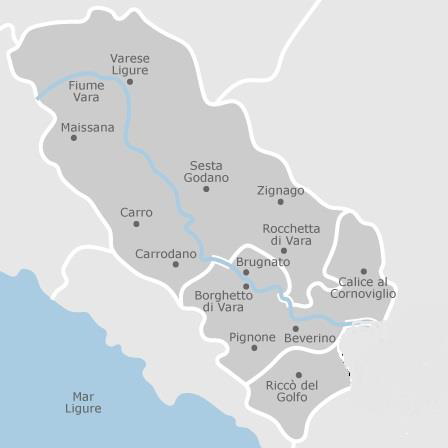 Varese
Ligure
Fiume
Vara
Maissana
Sesta
Godano
Zignago
Carro
Rocchetta
di Vara
Carrodano
Brugnato
Calice al
Cornoviglio
Borghetto
di Vara
Pignone
Beverino
Riccò del
Golfo
Mar
Ligure